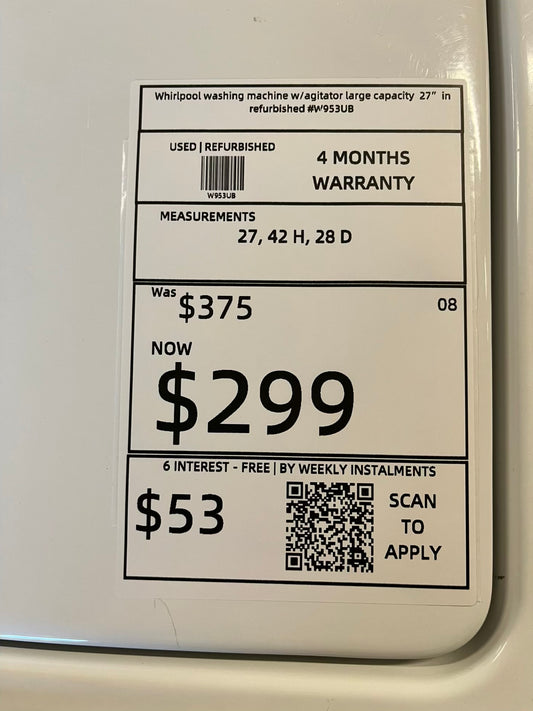 Whirlpool washing machine w/agitator large capacity 27" in
refurbished #W953UB
USED | REFURBISHED
W953UB
4 MONTHS
WARRANTY
MEASUREMENTS
27, 42 H, 28 D
Was $375
08
NOW
$299
6 INTEREST - FREE | BY WEEKLY INSTALMENTS
$53
SCAN
TO
APPLY